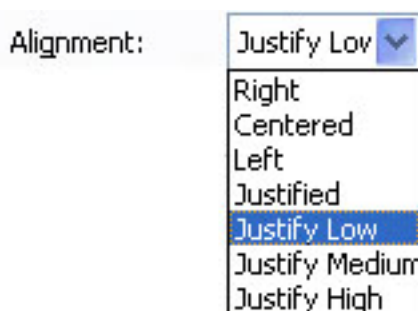 Alignment: Justify Lov
Right
Centered
Left
Justified
Justify Low
Justify Medium
Justify High